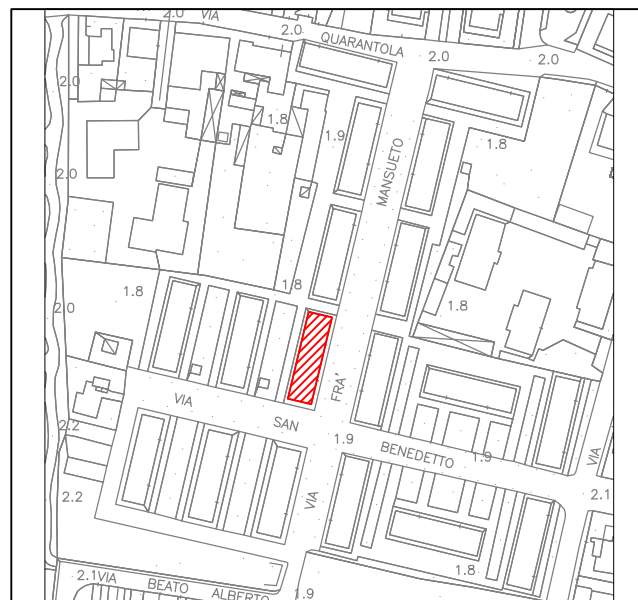 2.0 VIA
2.0
QUARANTOLA
2.0
2.0
2.0
1.8
1.9
1.8
MANSUETO
2.0
1.8
1.8
1.8
2.0
FRA'
VIA
SAN
1.9
BENEDETTO
1.9
VIA
2.2
2.2
VIA
2.1
2.1 VIA
BEATO
ALBERTO
1.9
1.8